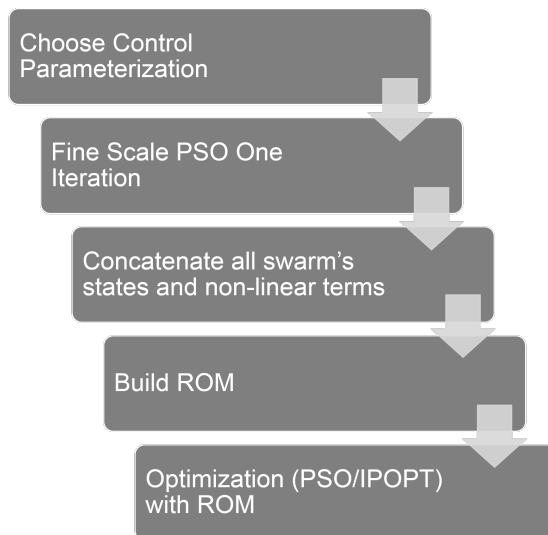 Choose Control
Parameterization
Fine Scale PSO One
Iteration
Concatenate all swarm's
states and non-linear terms
Build ROM
Optimization (PSO/IPOPT)
with ROM